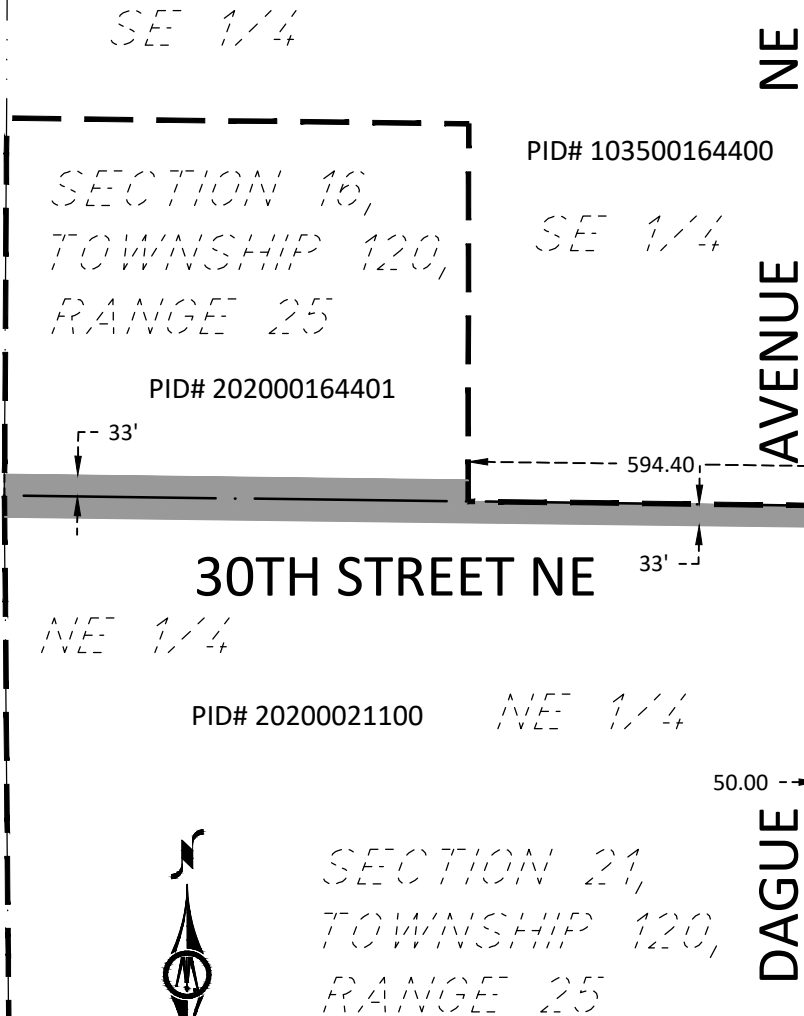 SE 1/4
NE
PID# 103500164400
SECTION 16,
TOWNSHIP 120,
RANGE 25
SE 1/4
AVENUE
PID# 202000164401
33'
594.40
30TH STREET NE
33'
NE 1/4
PID# 20200021100
NE 1/4
50.00
DAGUE
N
SECTION 21,
TOWNSHIP 120,
RANGE 25